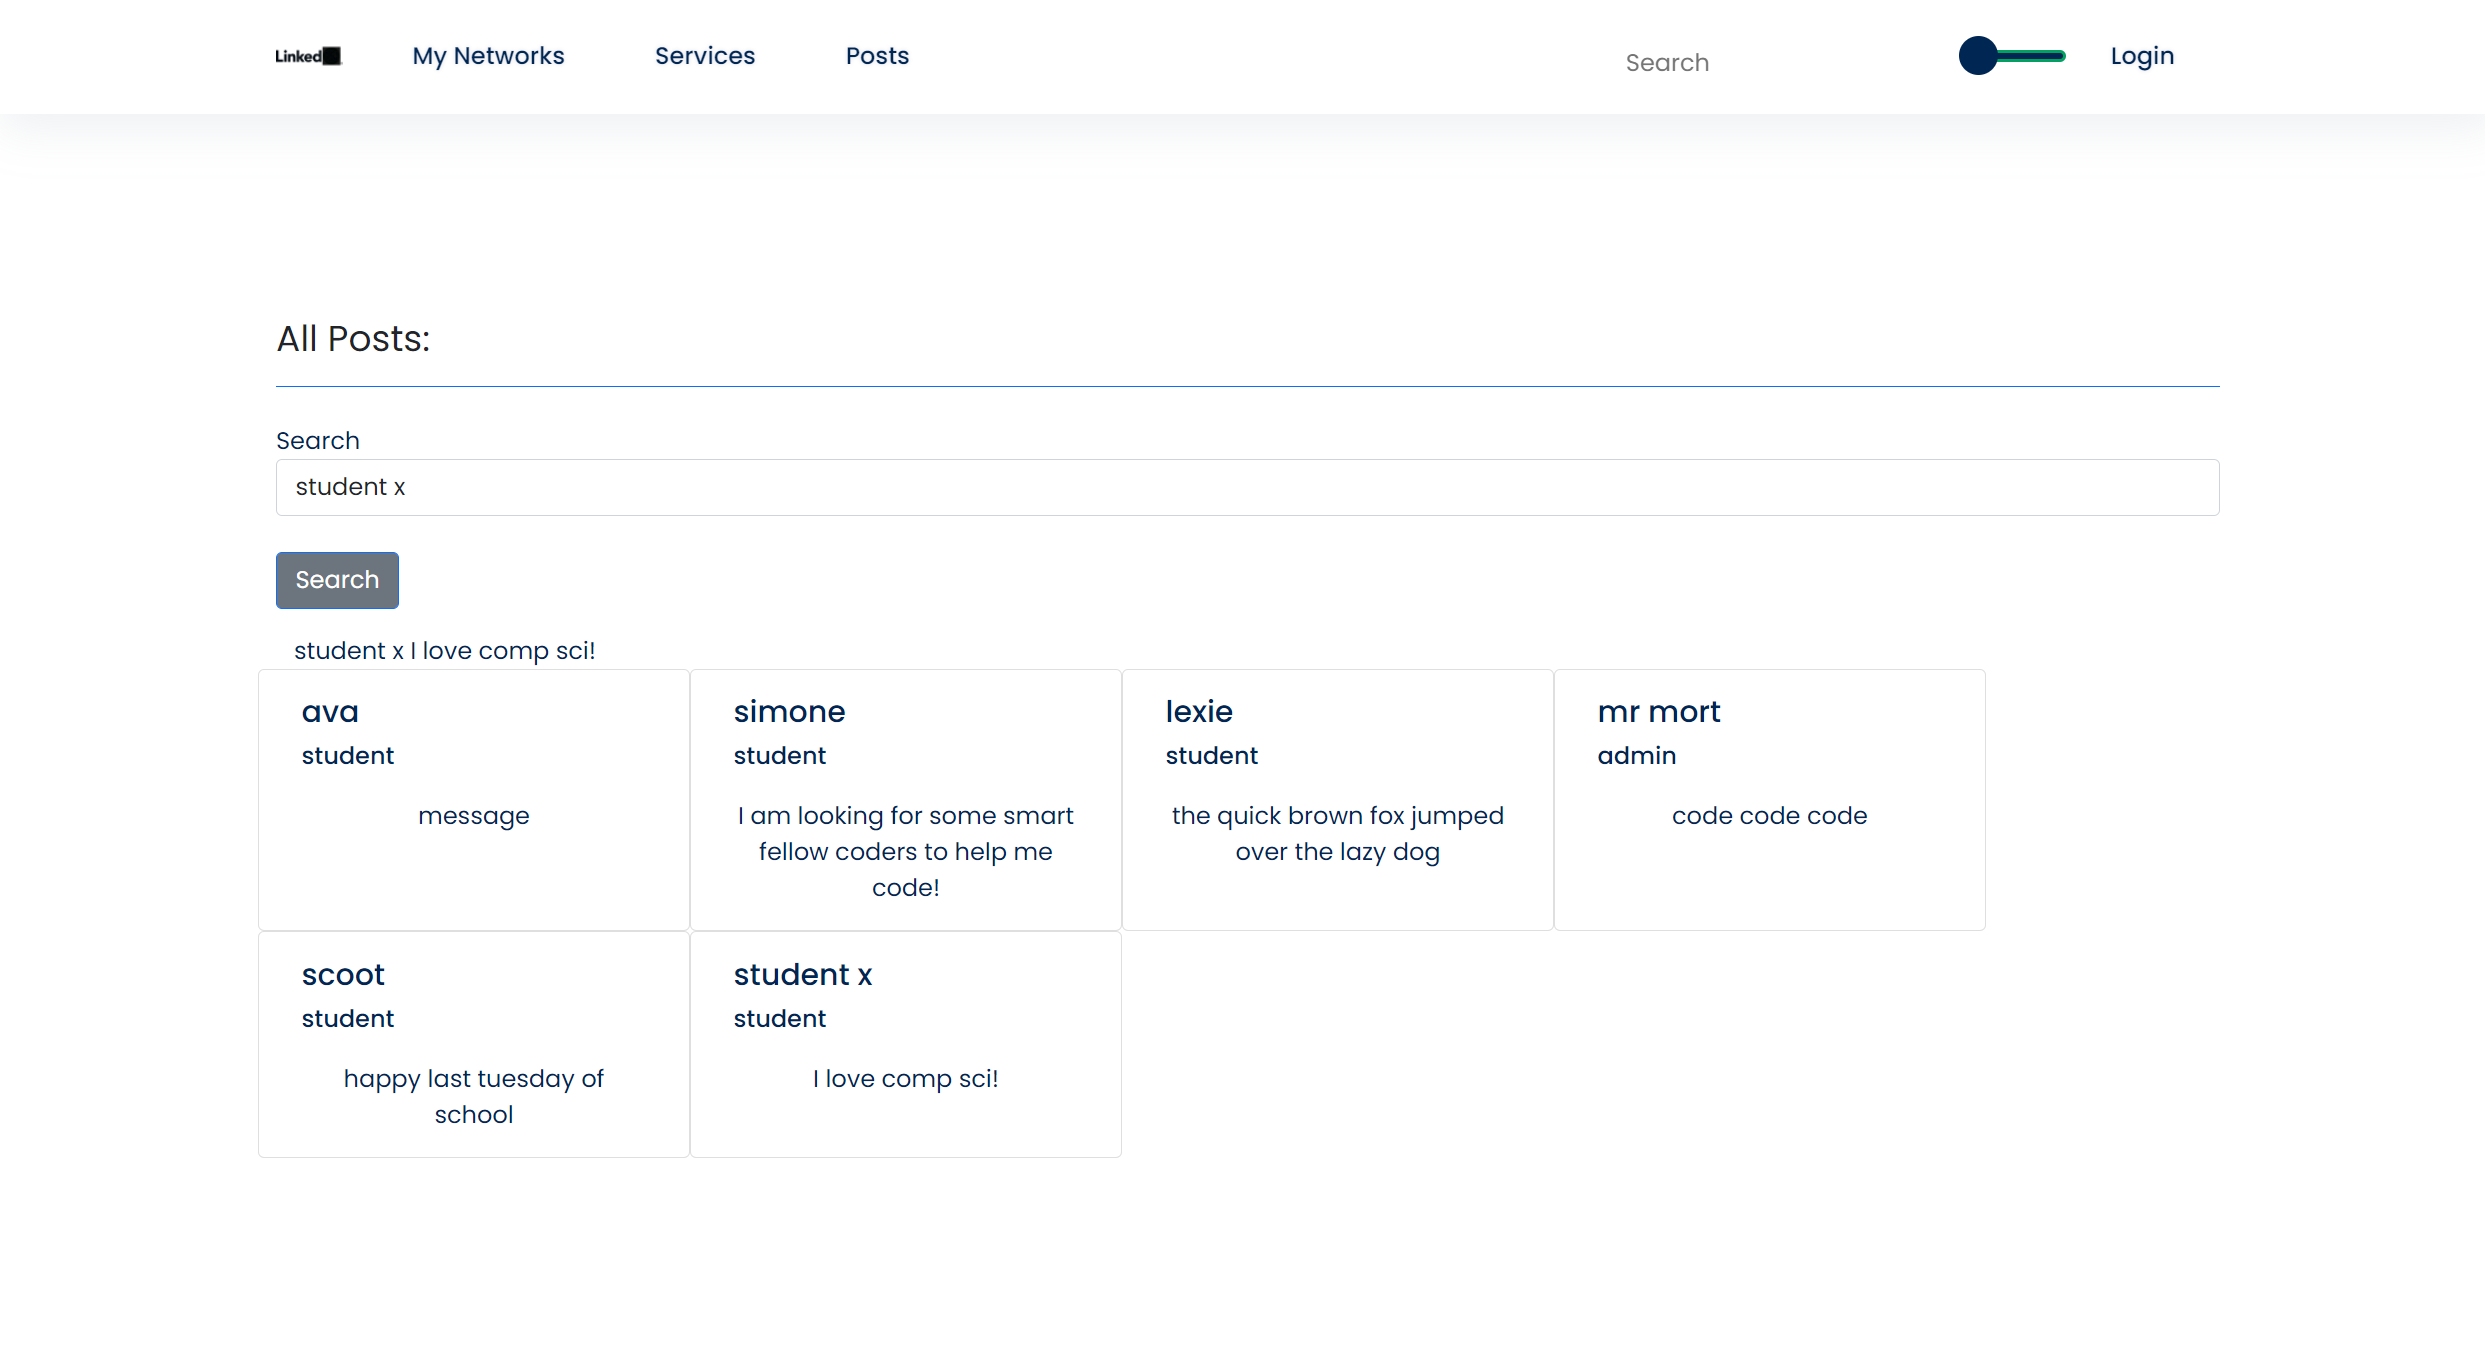 Linked
My Networks
Services
Posts
Search
Login
All Posts:
Search
student x
Search
student x I love comp sci!
ava
student
message
simone
student
I am looking for some smart
fellow coders to help me
code!
lexie
student
the quick brown fox jumped
over the lazy dog
mr mort
admin
code code code
scoot
student
happy last tuesday of
school
student x
student
I love comp sci!